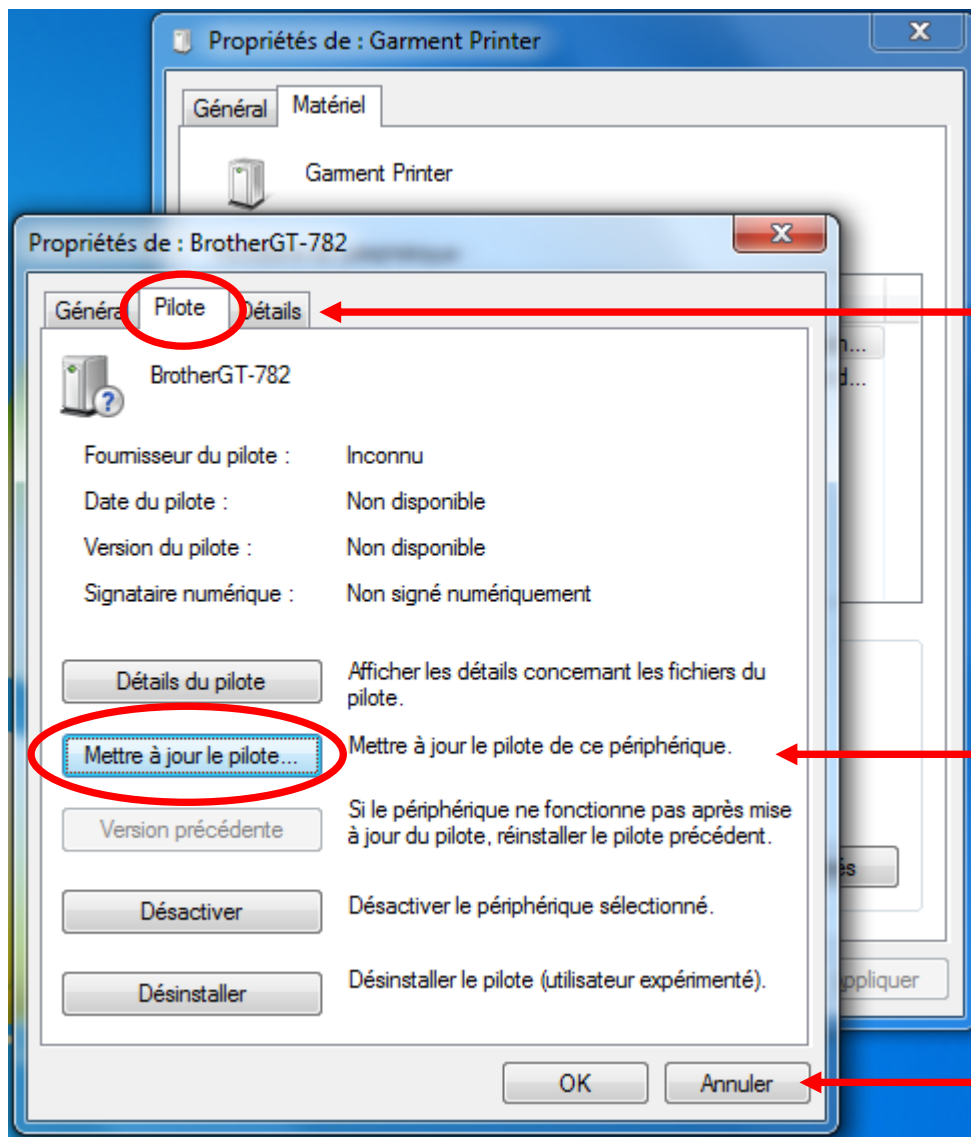 Propriétés de : Garment Printer
Général Matériel
Garment Printer
Propriétés de : BrotherGT-782
Pilote Détails
BrotherGT-782
Fournisseur du pilote : Inconnu
Date du pilote : Non disponible
Version du pilote : Non disponible
Signataire numérique : Non signé numériquement
Détails du pilote
Afficher les détails concernant les fichiers du
pilote.
Mettre à jour le pilote...
Mettre à jour le pilote de ce périphérique.
Version précédente
Si le périphérique ne fonctionne pas après mise
à jour du pilote, réinstaller le pilote précédent.
Désactiver
Désactiver le périphérique sélectionné.
Désinstaller
Désinstaller le pilote (utilisateur expérimenté).
OK Annuler